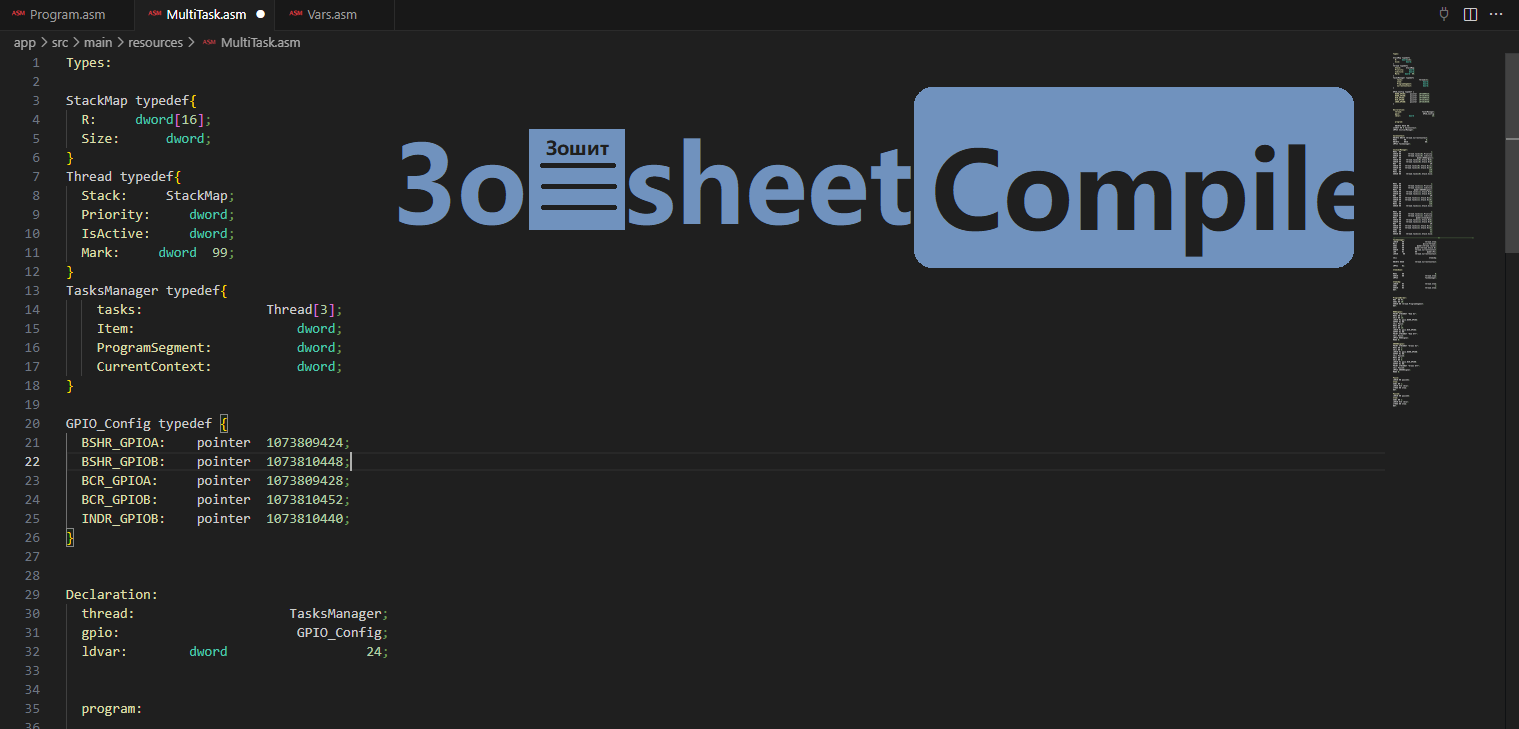 ASM Program.asm ASM MultiTask.asm ASM Vars.asm
app > src > main > resources > ASM MultiTask.asm
1 Types:
2
3 StackMap typedef{
4 R: dword[16];
5 Size: dword;
6 }
7 Thread typedef{
8 Stack: StackMap;
9 Priority: dword;
10 IsActive: dword;
11 Mark: dword 99;
12 }
13 TasksManager typedef{
14 tasks: Thread[3];
15 Item: dword;
16 ProgramSegment: dword;
17 CurrentContext: dword;
18 }
19
20 GPIO_Config typedef {
21 BSHR_GPIOA: pointer 1073809424;
22 BSHR_GPIOB: pointer 1073810448;
23 BCR_GPIOA: pointer 1073809428;
24 BCR_GPIOB: pointer 1073810452;
25 INDR_GPIOB: pointer 1073810440;
26 }
27
28
29 Declaration:
30 thread: TasksManager;
31 gpio: GPIO_Config;
32 ldvar: dword 24;
33
34
35 program:
36
Зошит
Зо sheet Compile